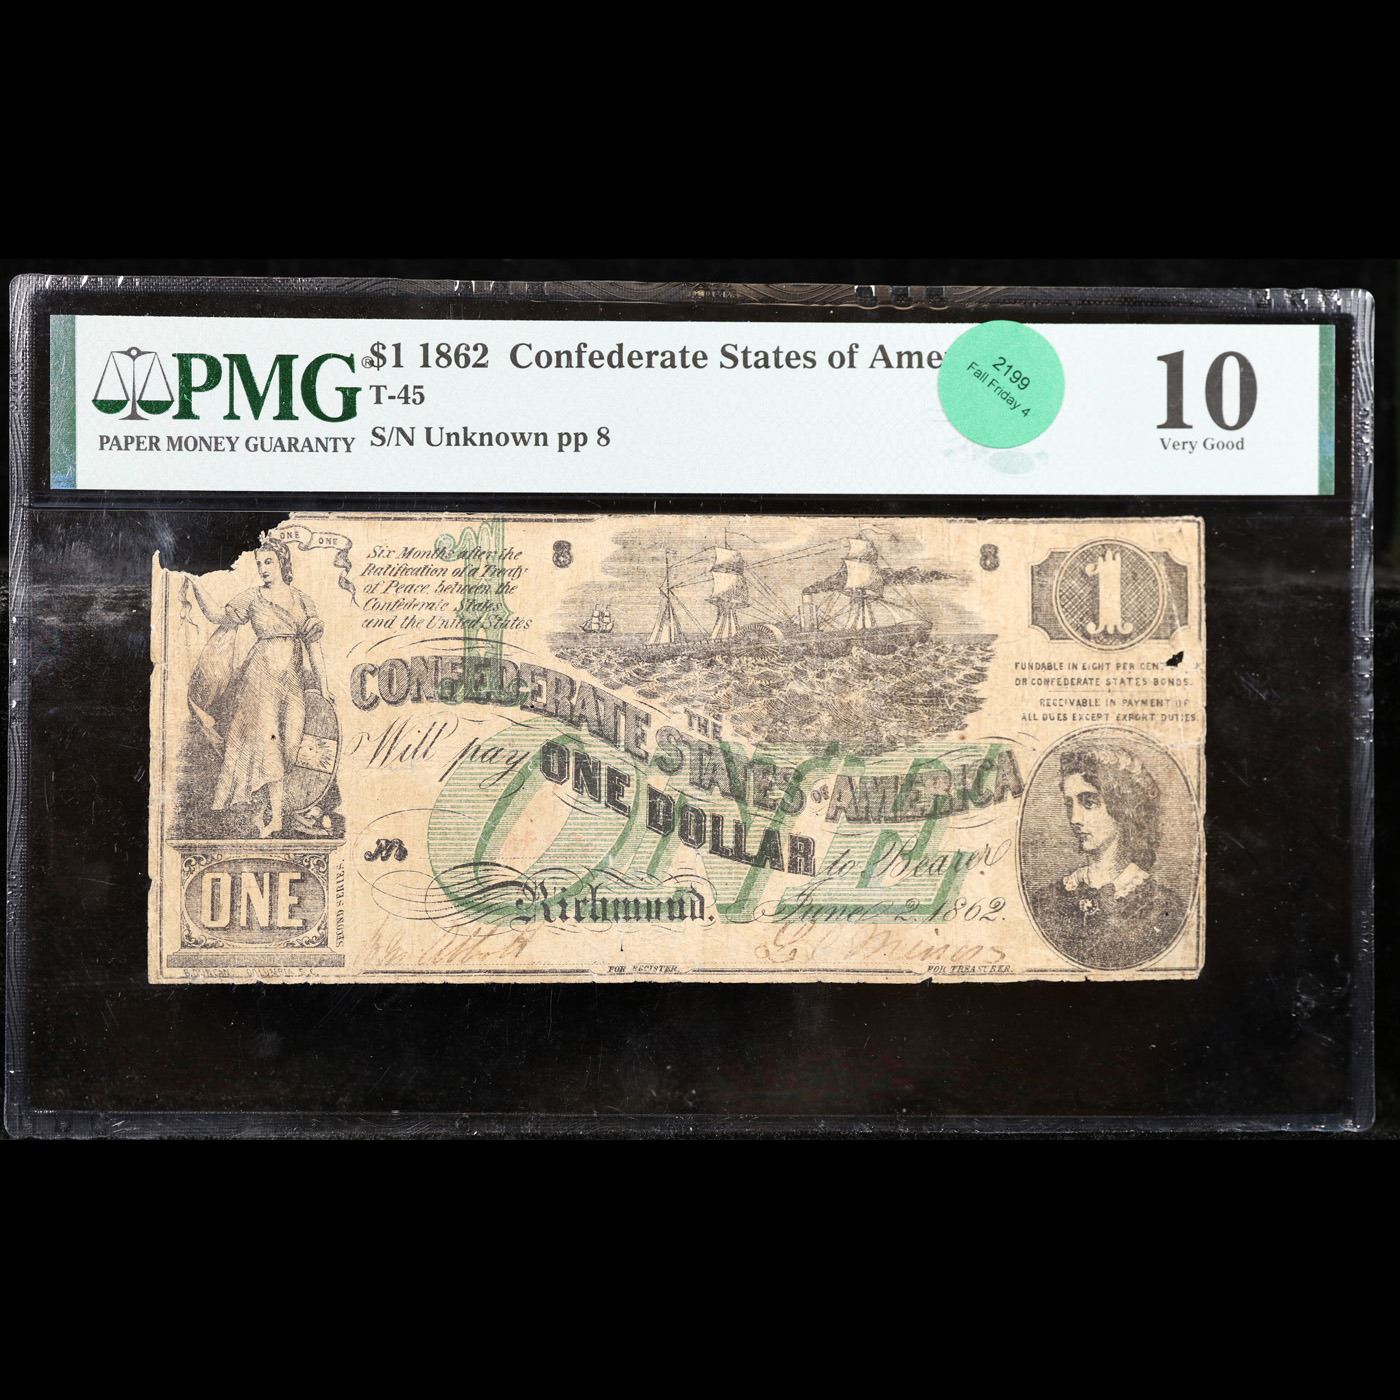 PMG®
PAPER MONEY GUARANTY
$1 1862 Confederate States of Ame
T-45
S/N Unknown pp 8
2199
Fall Friday 4
10
Very Good
ONE ONE
Six Months after the
Ratification of a Treaty
of Peace between the
Confederate States
and the United States
8
8
1
FUNDABLE IN EIGHT PER CENT
OR CONFEDERATE STATES BONDS.
RECEIVABLE IN PAYMENT OF
ALL DUES EXCEPT EXPORT DUTIES.
1
THE
CONFEDERATE STATES OF AMERICA
Will pay ONE DOLLAR to Bearer
ONE
No
Richmond, June 2, 1862.
ONE
SECOND SERIES.
FOR REGISTER.
FOR TREASURER.